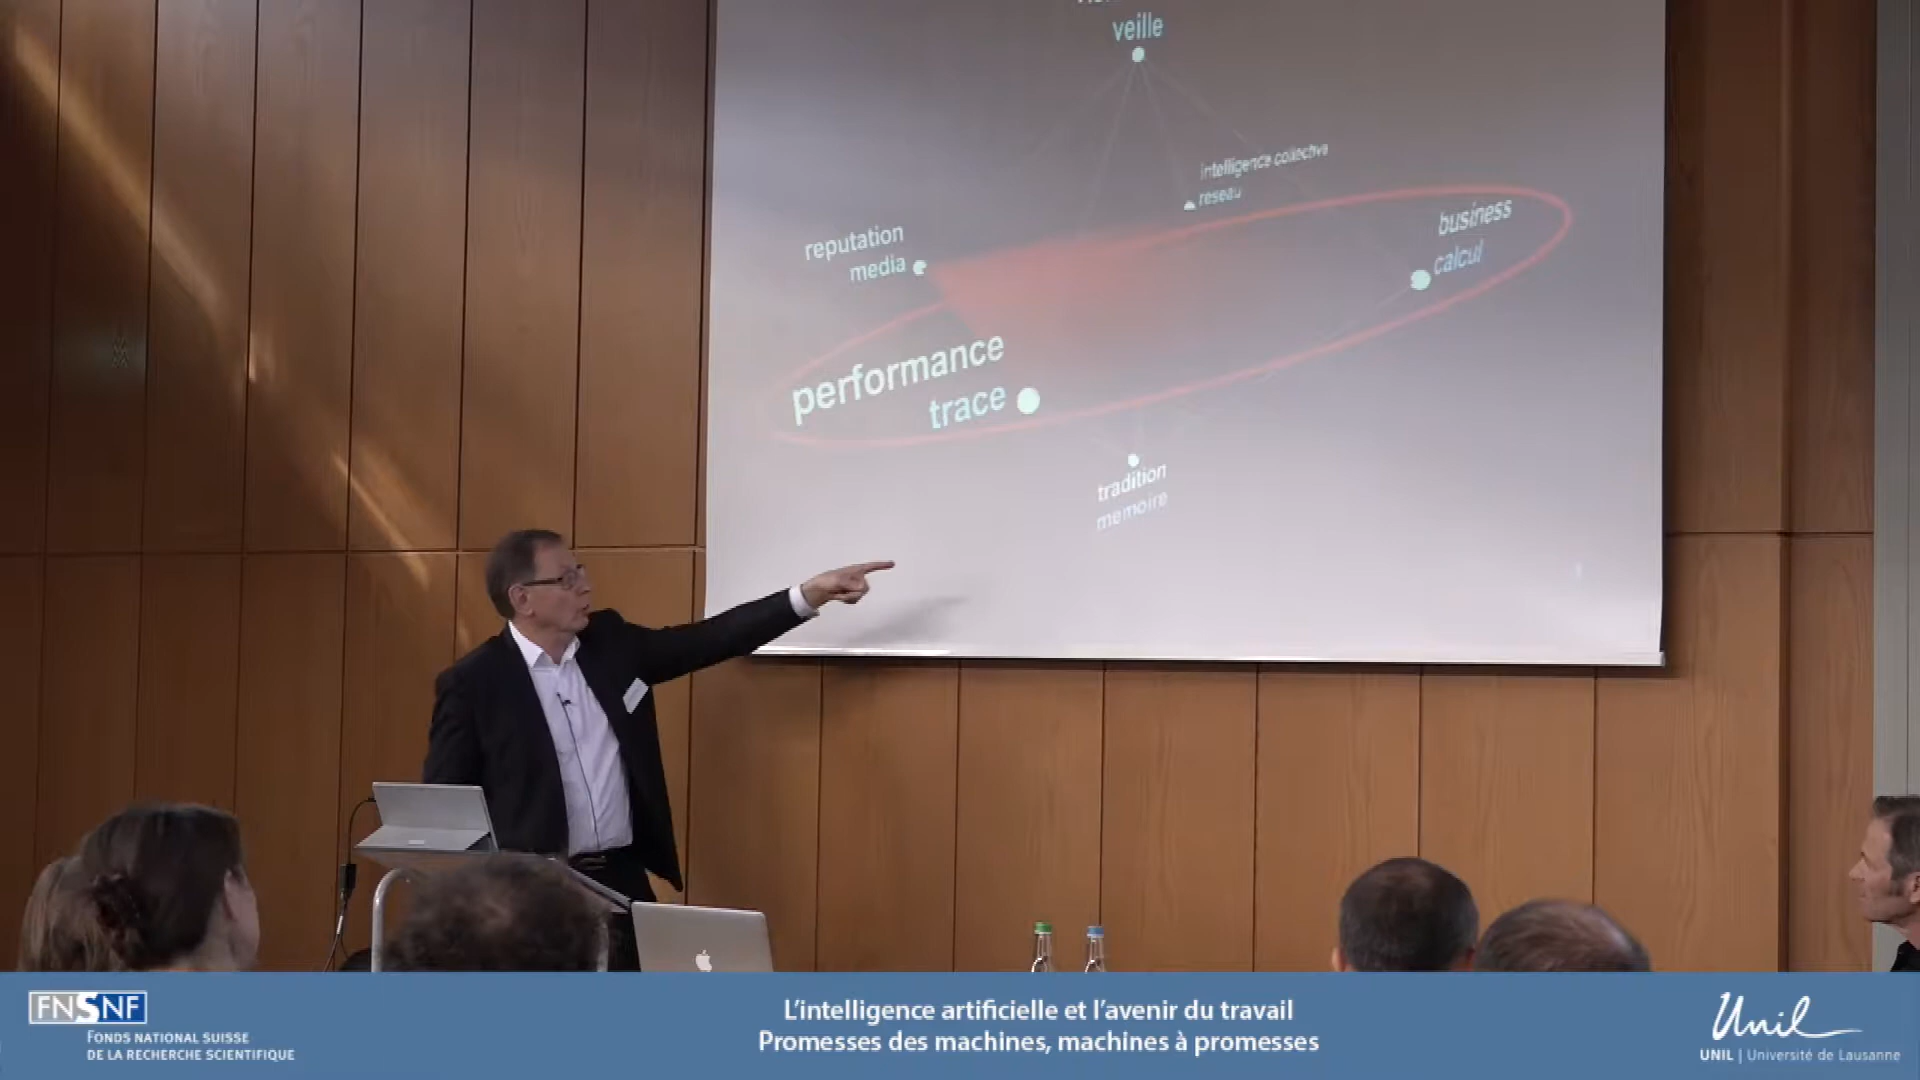 veille
intelligence collective
reseau
business
calcul
reputation
media
performance
trace
tradition
memoire
FNSNF
FONDS NATIONAL SUISSE
DE LA RECHERCHE SCIENTIFIQUE
L'intelligence artificielle et l'avenir du travail
Promesses des machines, machines à promesses
Unil
UNIL | Université de Lausanne